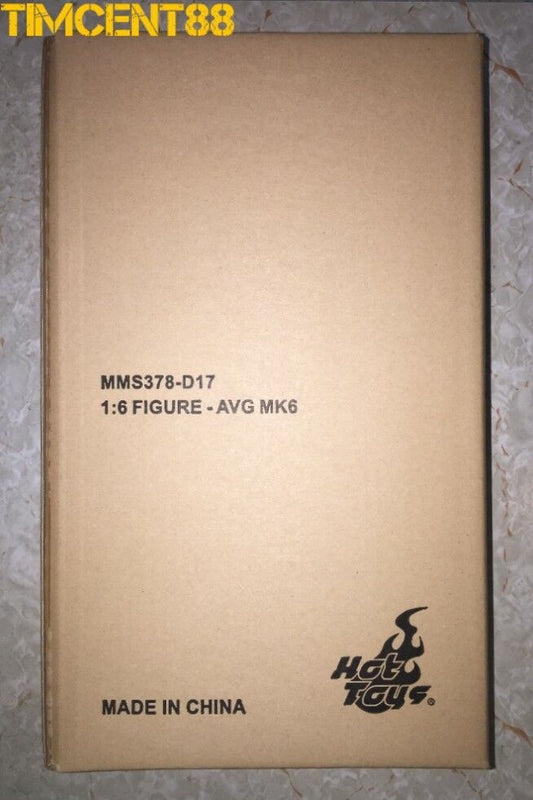 TIMCENT88
MMS378-D17
1:6 FIGURE - AVG MK6
Hot
Toys®
MADE IN CHINA